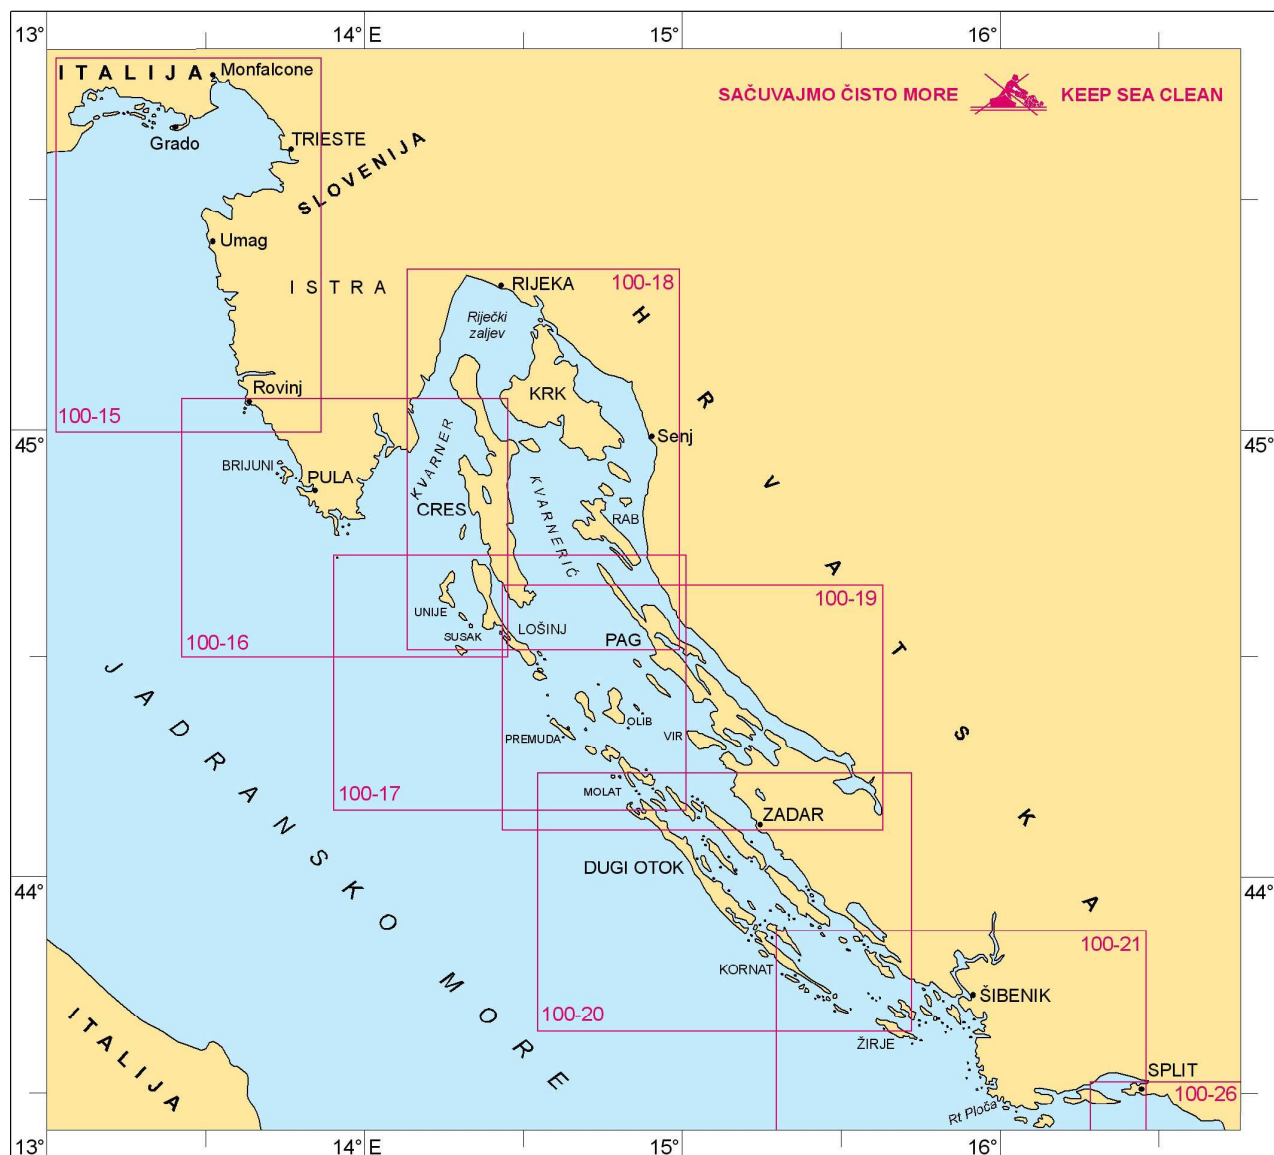 13° 14°E 15° 16°
ITALIJA
Monfalcone
SAČUVAJMO ČISTO MORE KEEP SEA CLEAN
Grado
TRIESTE
SLOVENIJA
Umag
ISTRA
RIJEKA
100-18
Riječki
zaljev
HRVATSKA
Rovinj
KRK
100-15
45°
Senj
45°
KVARNER
BRIJUNI
PULA
CRES
KVARNERIĆ
RAB
100-19
UNIJE
LOŠINJ
SUSAK
PAG
100-16
JADRANSKO MORE
OLIB
PREMUDA
VIR
100-17
MOLAT
ZADAR
DUGI OTOK
44°
44°
100-21
KORNAT
ŠIBENIK
100-20
ITALIJA
ŽIRJE
SPLIT
100-26
Rt Ploča
13° 14°E 15° 16°